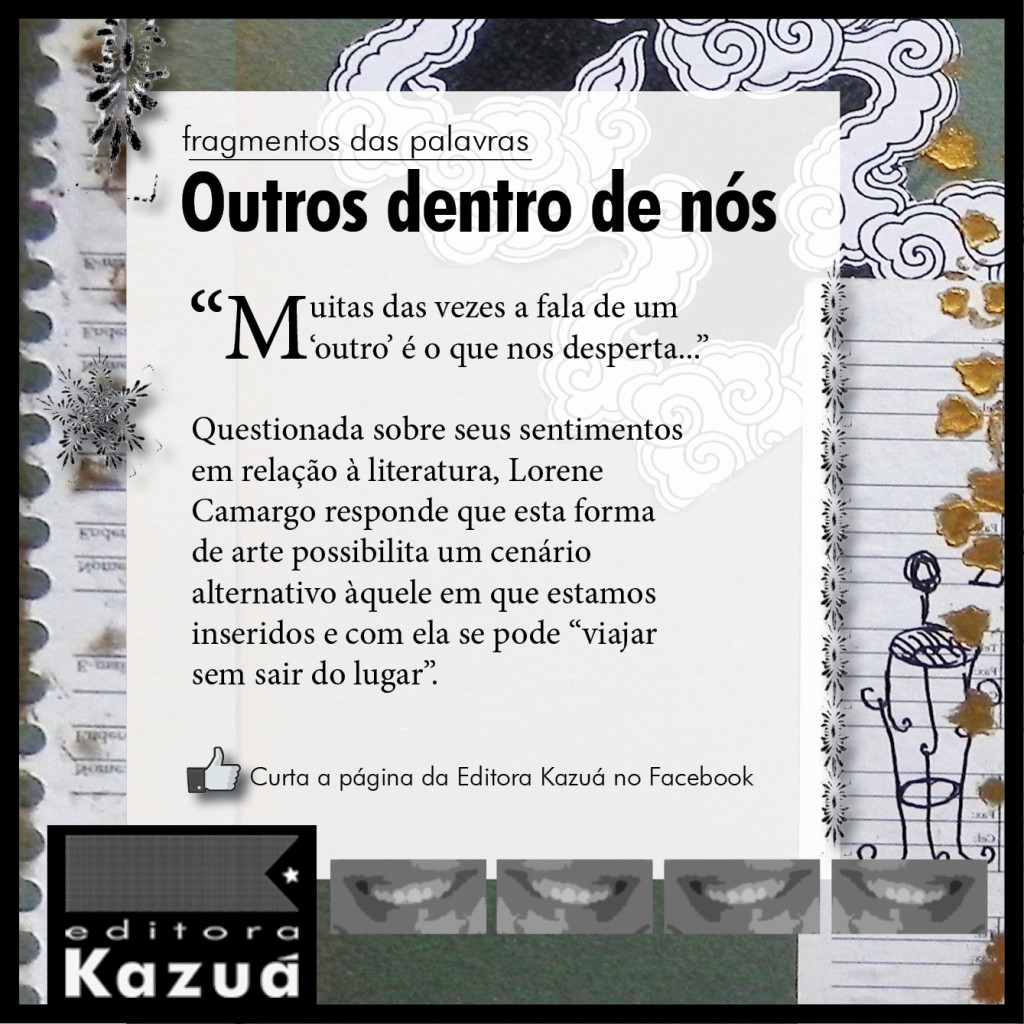 fragmentos das palavras
Outros dentro de nós
“Muitas das vezes a fala de um
‘outro’ é o que nos desperta...”
Questionada sobre seus sentimentos
em relação à literatura, Lorene
Camargo responde que esta forma
de arte possibilita um cenário
alternativo àquele em que estamos
inseridos e com ela se pode “viajar
sem sair do lugar”.
Curta a página da Editora Kazuá no Facebook
editora
Kazuá